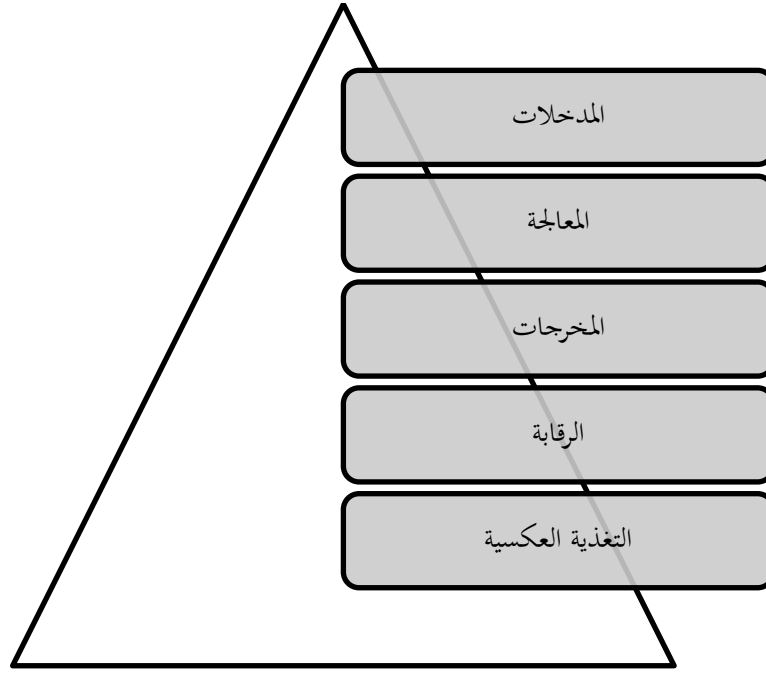 المدخلات
المعالجة
المخرجات
الرقابة
التغذية العكسية